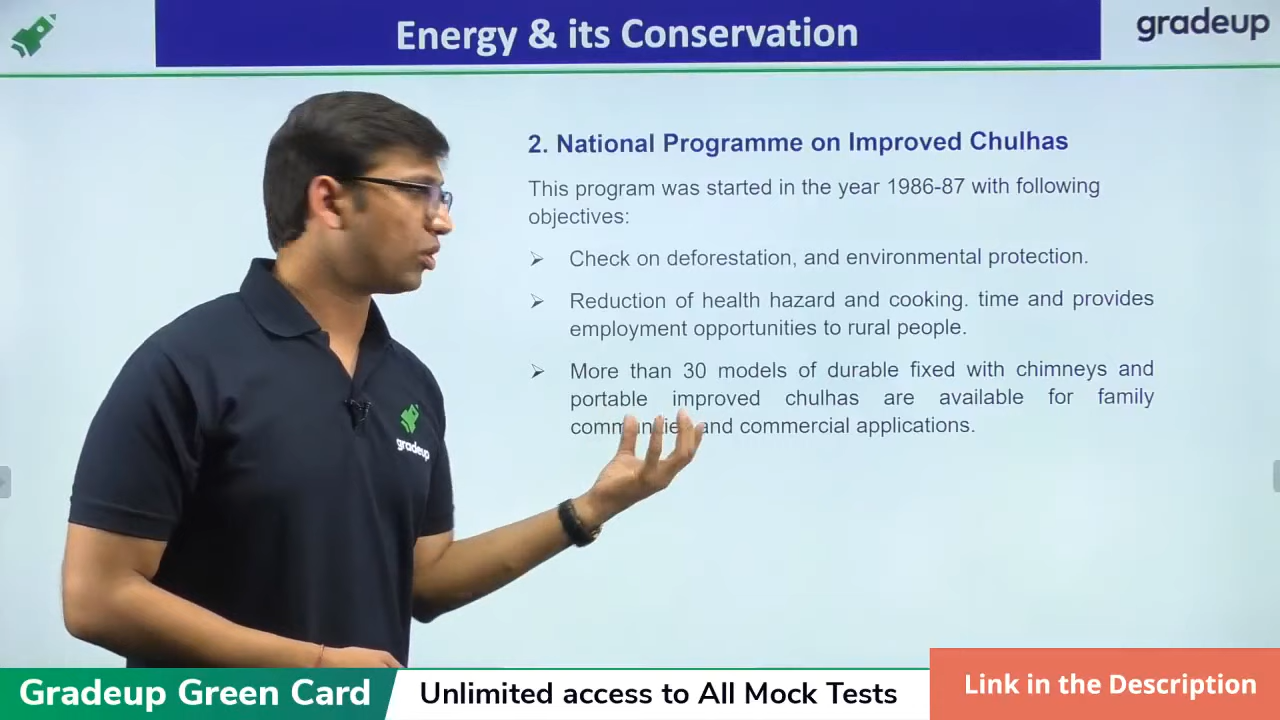 Energy & its Conservation
gradeup
2. National Programme on Improved Chulhas
This program was started in the year 1986-87 with following
objectives:
➢ Check on deforestation, and environmental protection.
➢ Reduction of health hazard and cooking. time and provides
employment opportunities to rural people.
➢ More than 30 models of durable fixed with chimneys and
portable improved chulhas are available for family
and commercial applications.
gradeup
Gradeup Green Card
Unlimited access to All Mock Tests
Link in the Description